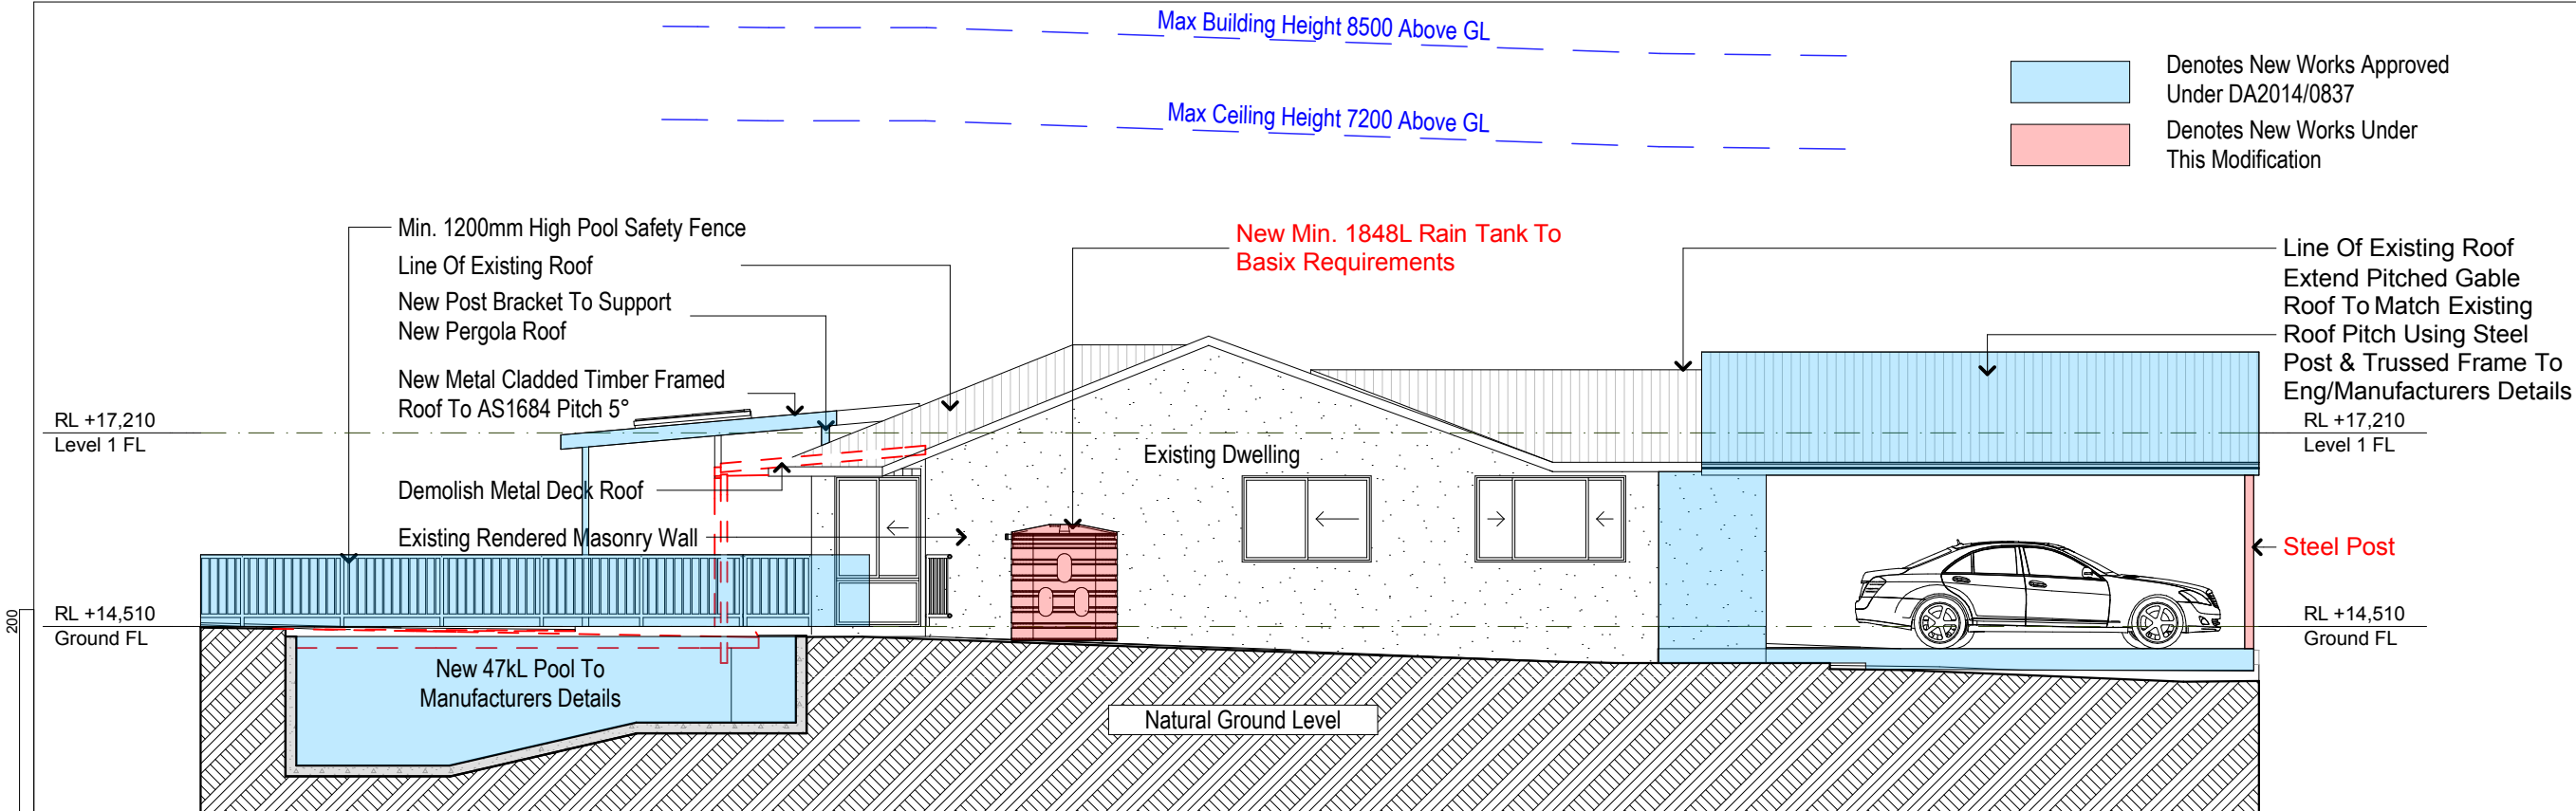 Max Building Height 8500 Above GL
Max Ceiling Height 7200 Above GL
Denotes New Works Approved
Under DA2014/0837
Denotes New Works Under
This Modification
Min. 1200mm High Pool Safety Fence
Line Of Existing Roof
New Post Bracket To Support
New Pergola Roof
New Metal Cladded Timber Framed
Roof To AS1684 Pitch 5°
RL +17,210
Level 1 FL
Demolish Metal Deck Roof
Existing Rendered Masonry Wall
RL +14,510
Ground FL
200
New 47kL Pool To
Manufacturers Details
New Min. 1848L Rain Tank To
Basix Requirements
Existing Dwelling
Natural Ground Level
Line Of Existing Roof
Extend Pitched Gable
Roof To Match Existing
Roof Pitch Using Steel
Post & Trussed Frame To
Eng/Manufacturers Details
RL +17,210
Level 1 FL
Steel Post
RL +14,510
Ground FL